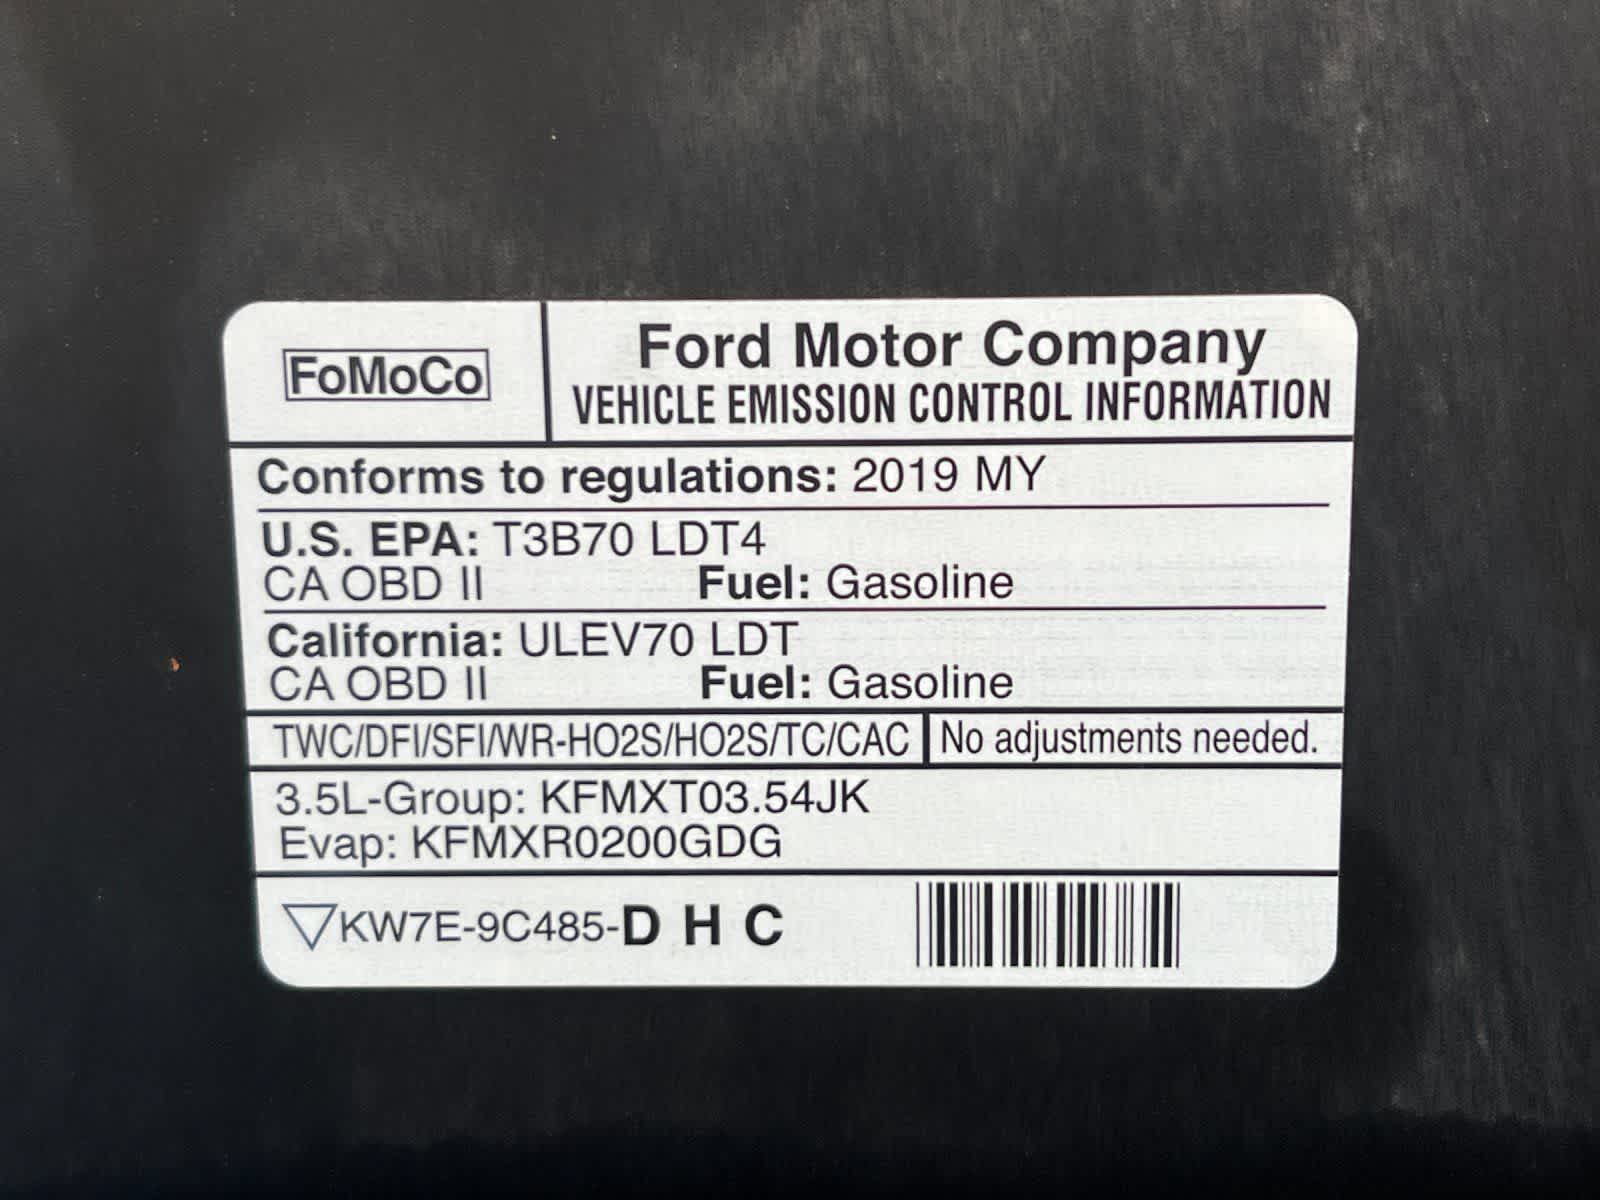 FoMoCo
Ford Motor Company
VEHICLE EMISSION CONTROL INFORMATION
Conforms to regulations: 2019 MY
U.S. EPA: T3B70 LDT4
CA OBD II Fuel: Gasoline
California: ULEV70 LDT
CA OBD II Fuel: Gasoline
TWC/DFI/SFI/WR-HO2S/HO2S/TC/CAC No adjustments needed.
3.5L-Group: KFMXT03.54JK
Evap: KFMXR0200GDG
▽KW7E-9C485-D H C